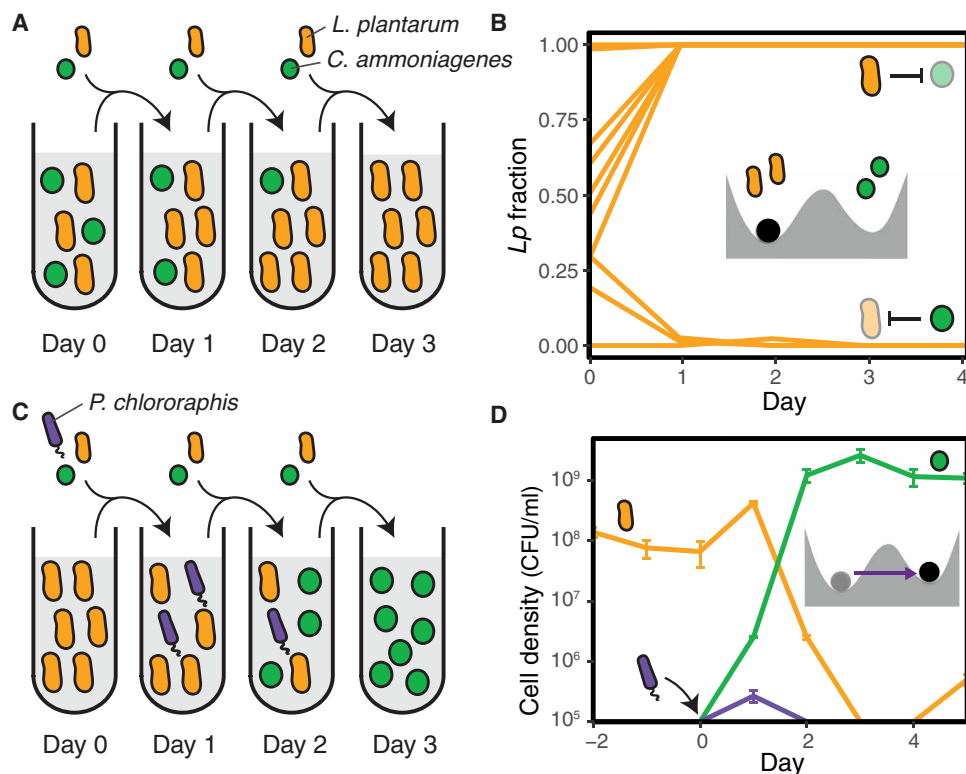 A
L. plantarum
C. ammoniagenes
Day 0
Day 1
Day 2
Day 3
B
1.00
0.75
0.50
0.25
0.00
Lp fraction
0
1
2
3
4
Day
C
P. chlororaphis
Day 0
Day 1
Day 2
Day 3
D
10⁹
10⁸
10⁷
10⁶
10⁵
Cell density (CFU/ml)
−2
0
2
4
Day